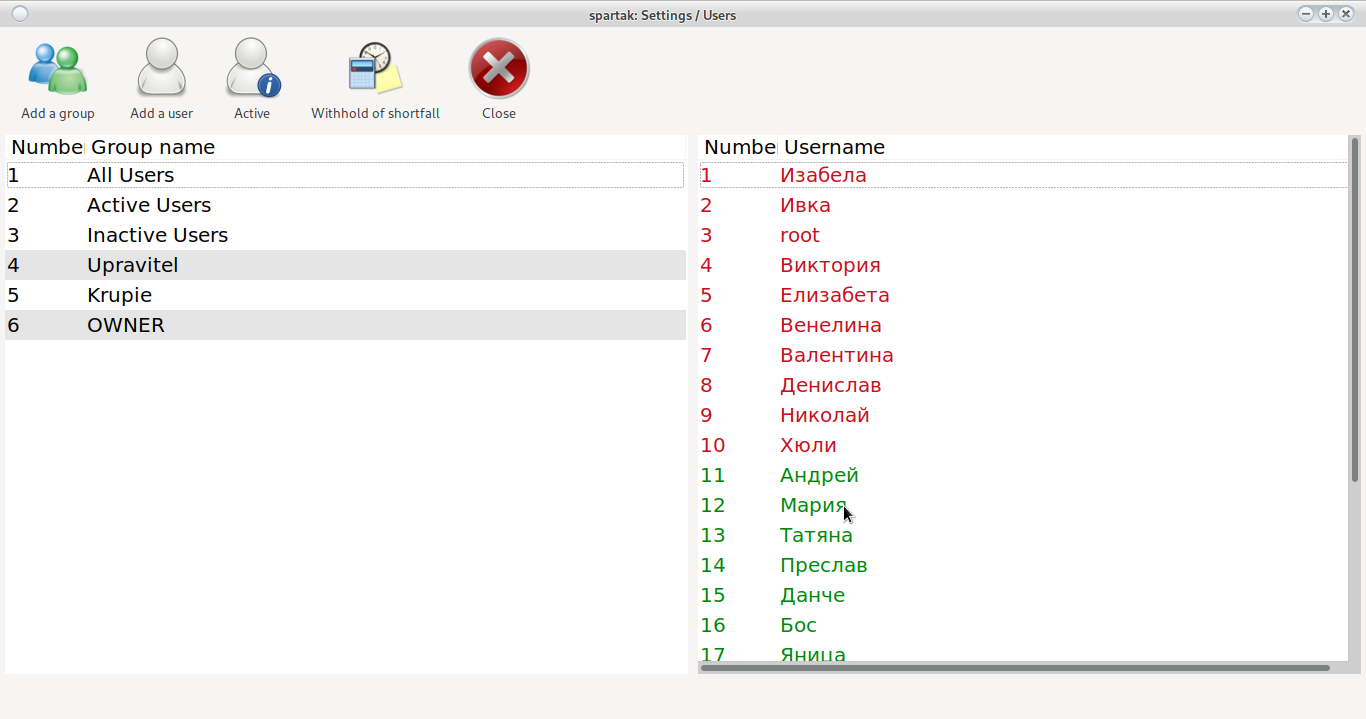 spartak: Settings / Users
Add a group Add a user Active Withhold of shortfall Close
Numbe Group name
1 All Users
2 Active Users
3 Inactive Users
4 Upravitel
5 Krupie
6 OWNER
Numbe Username
1 Изабела
2 Ивка
3 root
4 Виктория
5 Елизабета
6 Венелина
7 Валентина
8 Денислав
9 Николай
10 Хюли
11 Андрей
12 Мария
13 Татяна
14 Преслав
15 Данче
16 Бос
17 Яница